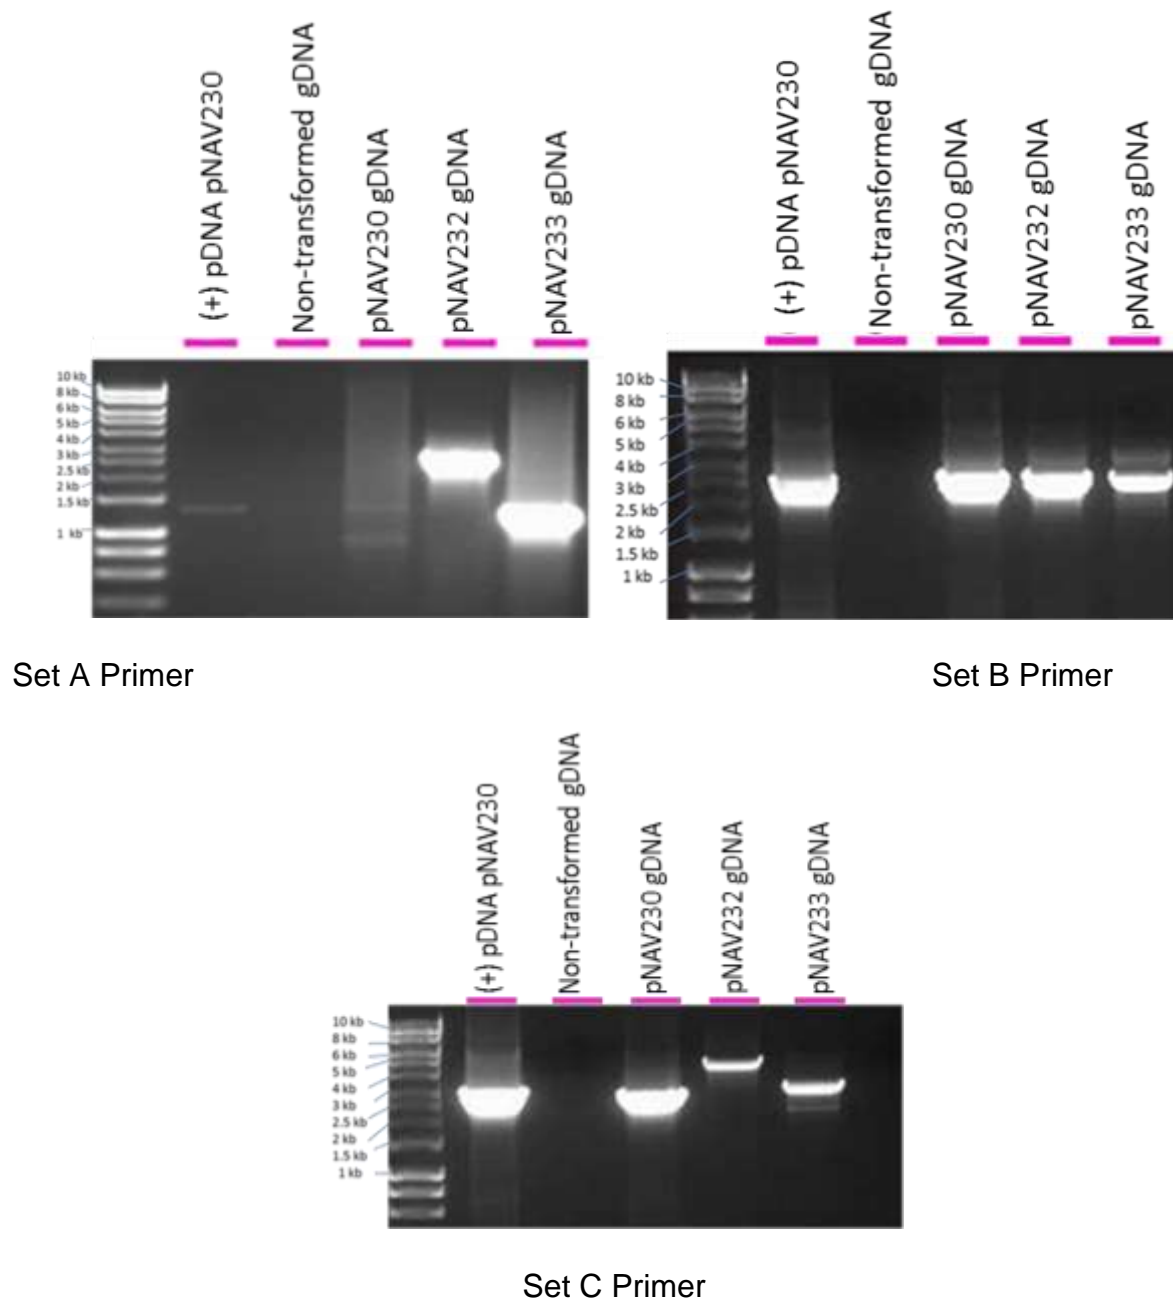 (+) pDNA pNAV230
Non-transformed gDNA
pNAV230 gDNA
pNAV232 gDNA
pNAV233 gDNA
10 kb
8 kb
6 kb
5 kb
4 kb
3 kb
2.5 kb
2 kb
1.5 kb
1 kb
(+) pDNA pNAV230
Non-transformed gDNA
pNAV230 gDNA
pNAV232 gDNA
pNAV233 gDNA
10 kb
8 kb
6 kb
5 kb
4 kb
3 kb
2.5 kb
2 kb
1.5 kb
1 kb
Set A Primer
Set B Primer
(+) pDNA pNAV230
Non-transformed gDNA
pNAV230 gDNA
pNAV232 gDNA
pNAV233 gDNA
10 kb
8 kb
6 kb
5 kb
4 kb
3 kb
2.5 kb
2 kb
1.5 kb
1 kb
Set C Primer